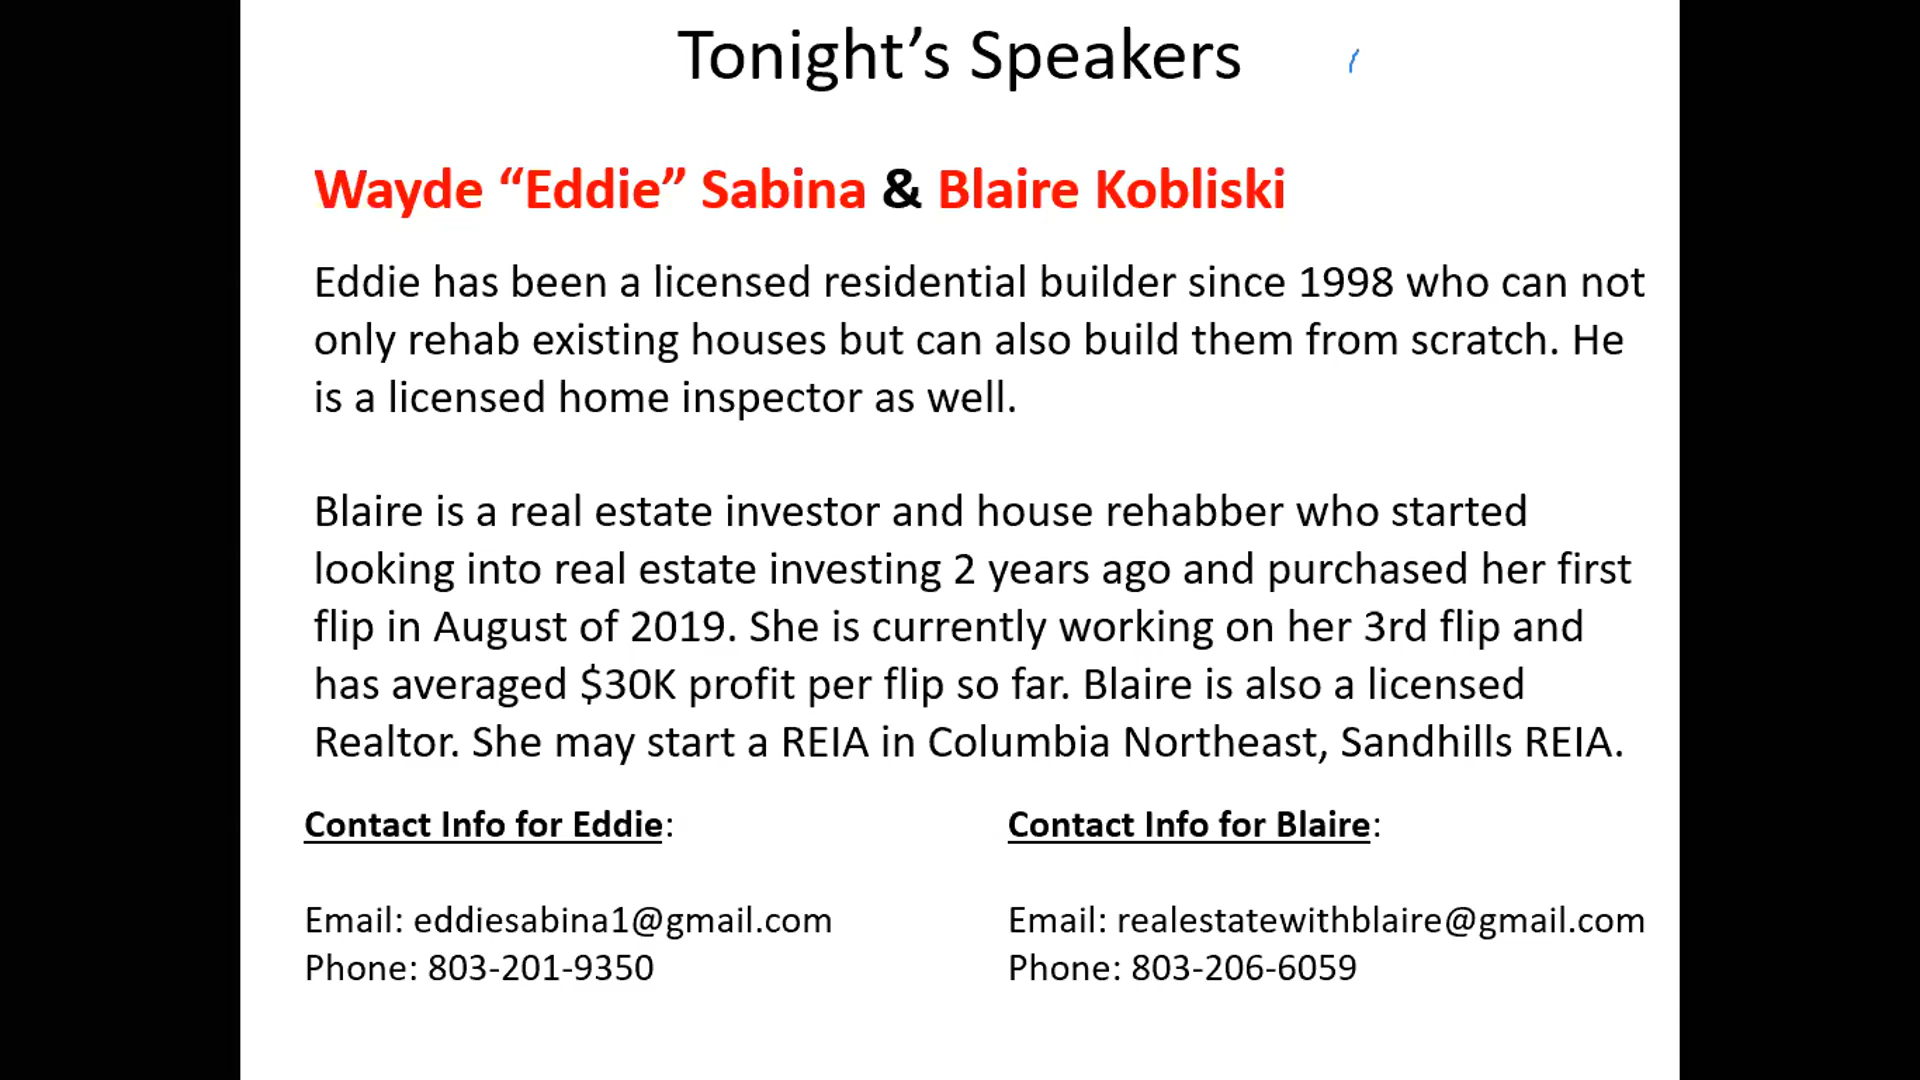 Tonight’s Speakers
Wayde “Eddie” Sabina & Blaire Kobliski
Eddie has been a licensed residential builder since 1998 who can not
only rehab existing houses but can also build them from scratch. He
is a licensed home inspector as well.
Blaire is a real estate investor and house rehabber who started
looking into real estate investing 2 years ago and purchased her first
flip in August of 2019. She is currently working on her 3rd flip and
has averaged $30K profit per flip so far. Blaire is also a licensed
Realtor. She may start a REIA in Columbia Northeast, Sandhills REIA.
Contact Info for Eddie:
Email: eddiesabina1@gmail.com
Phone: 803-201-9350
Contact Info for Blaire:
Email: realestatewithblaire@gmail.com
Phone: 803-206-6059